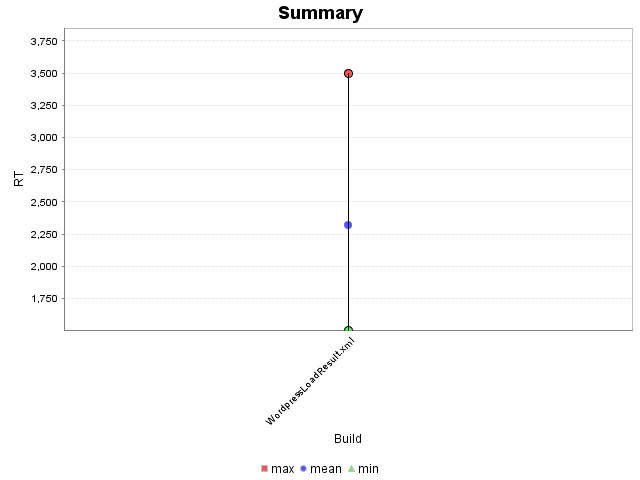 Summary
3,750
3,500
3,250
3,000
2,750
2,500
2,250
2,000
1,750
RT
WordpressLoadResult.xml
Build
max mean min